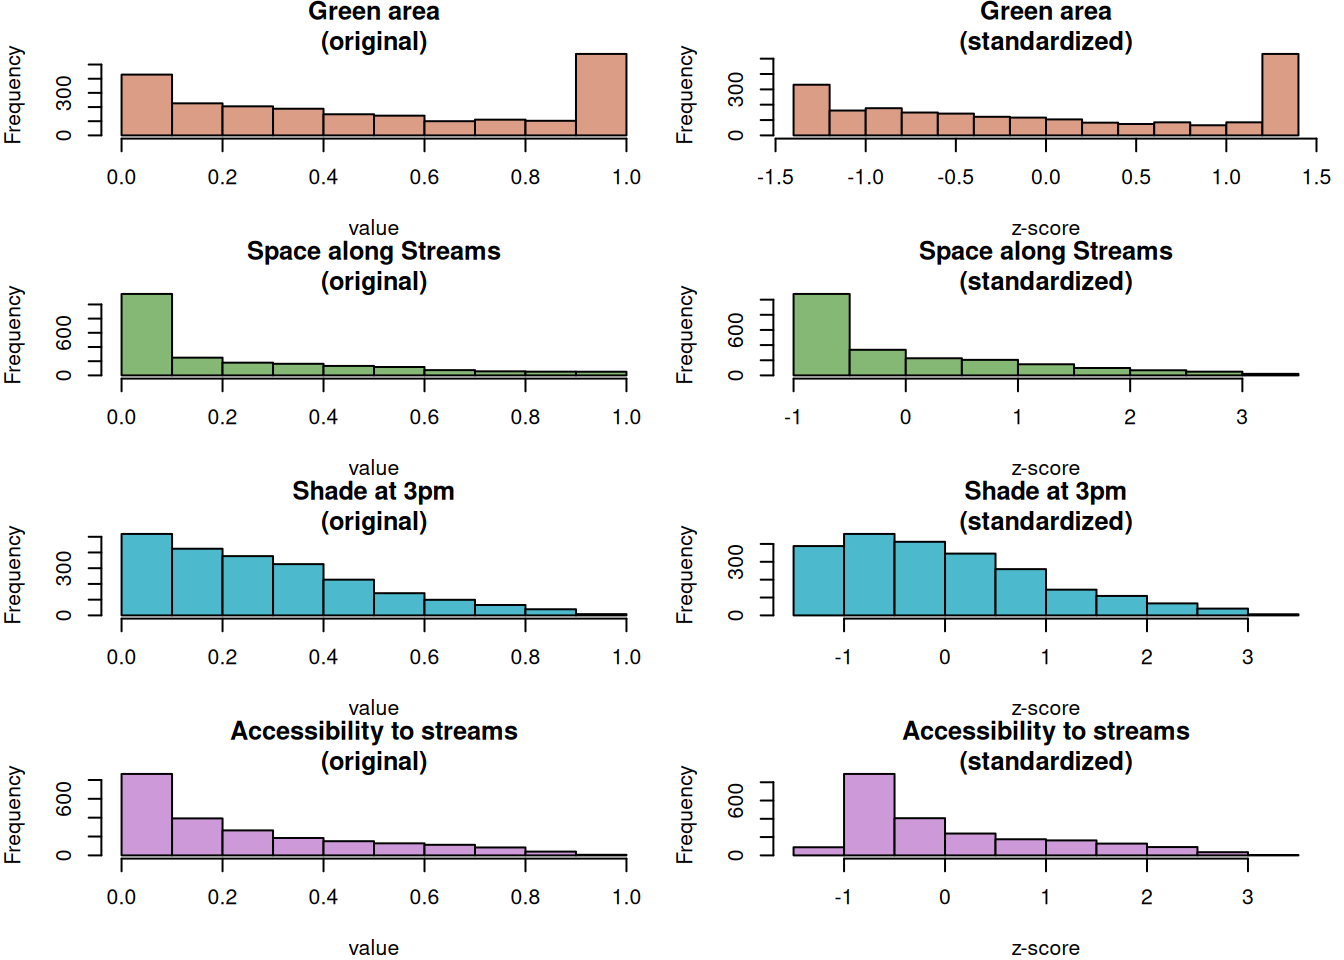 Green area
(original)
Frequency
300
0
0.0 0.2 0.4 0.6 0.8 1.0
value
Green area
(standardized)
Frequency
300
0
-1.5 -1.0 -0.5 0.0 0.5 1.0 1.5
z-score
Space along Streams
(original)
Frequency
600
0
0.0 0.2 0.4 0.6 0.8 1.0
value
Space along Streams
(standardized)
Frequency
600
0
-1 0 1 2 3
z-score
Shade at 3pm
(original)
Frequency
300
0
0.0 0.2 0.4 0.6 0.8 1.0
value
Shade at 3pm
(standardized)
Frequency
300
0
-1 0 1 2 3
z-score
Accessibility to streams
(original)
Frequency
600
0
0.0 0.2 0.4 0.6 0.8 1.0
value
Accessibility to streams
(standardized)
Frequency
600
0
-1 0 1 2 3
z-score